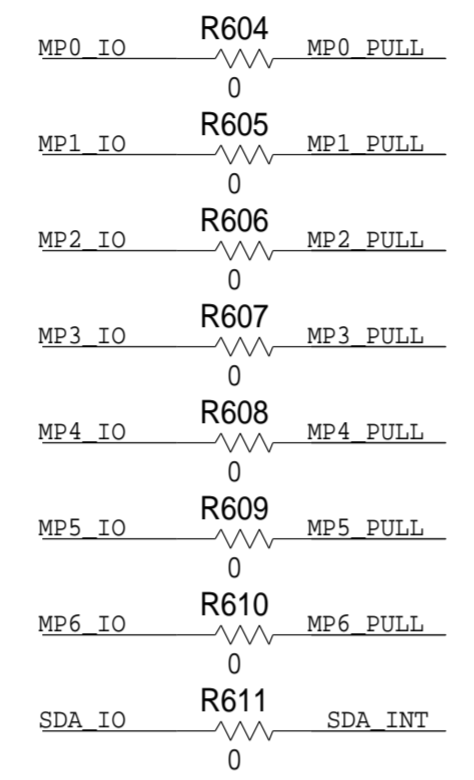 R604
MP0_IO MP0_PULL
0
R605
MP1_IO MP1_PULL
0
R606
MP2_IO MP2_PULL
0
R607
MP3_IO MP3_PULL
0
R608
MP4_IO MP4_PULL
0
R609
MP5_IO MP5_PULL
0
R610
MP6_IO MP6_PULL
0
R611
SDA_IO SDA_INT
0